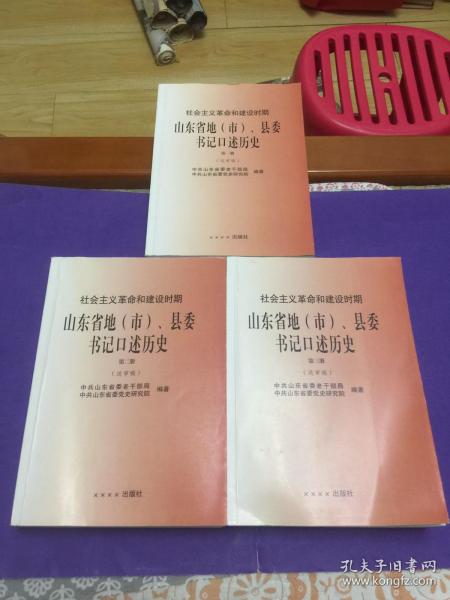 社会主义革命和建设时期
山东省地（市）、县委
书记口述历史
第一册
（送审稿）
中共山东省委老干部局
中共山东省委党史研究院 编著
×××× 出版社
社会主义革命和建设时期
山东省地（市）、县委
书记口述历史
第二册
（送审稿）
中共山东省委老干部局
中共山东省委党史研究院 编著
×××× 出版社
社会主义革命和建设时期
山东省地（市）、县委
书记口述历史
第三册
（送审稿）
中共山东省委老干部局
中共山东省委党史研究院 编著
×××× 出版社
孔夫子旧书网
www.kongfz.com